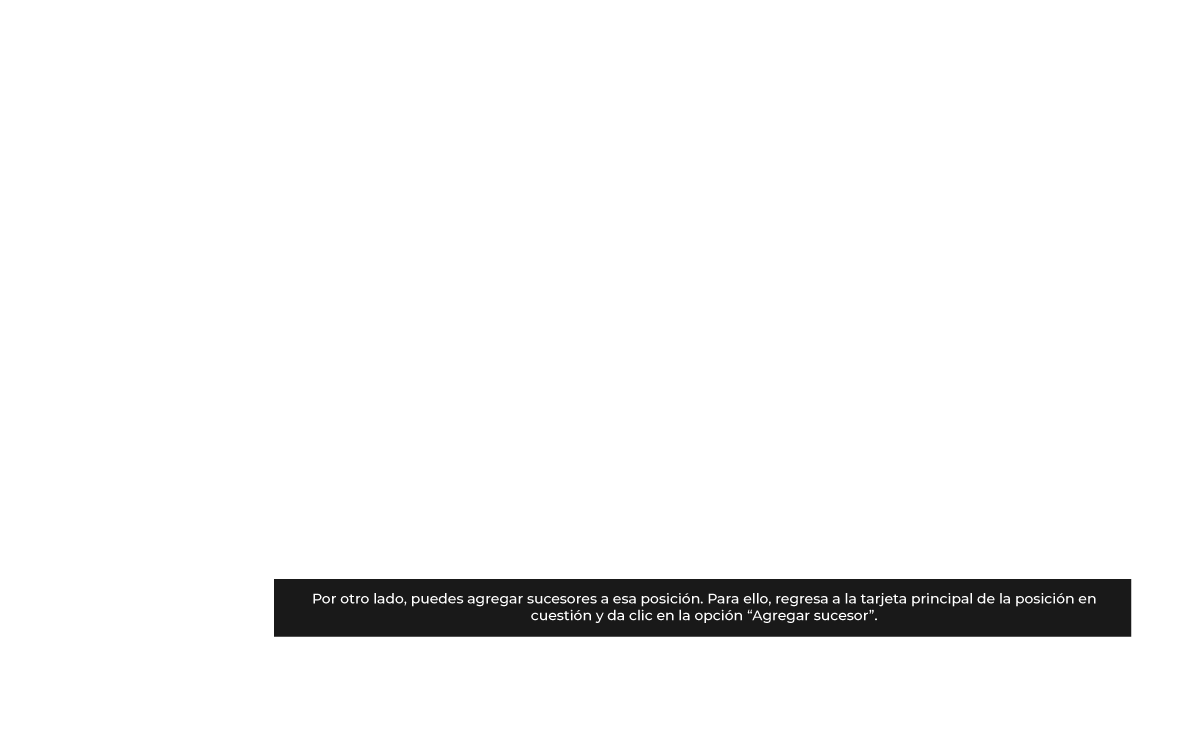 Por otro lado, puedes agregar sucesores a esa posición. Para ello, regresa a la tarjeta principal de la posición en
cuestión y da clic en la opción “Agregar sucesor”.